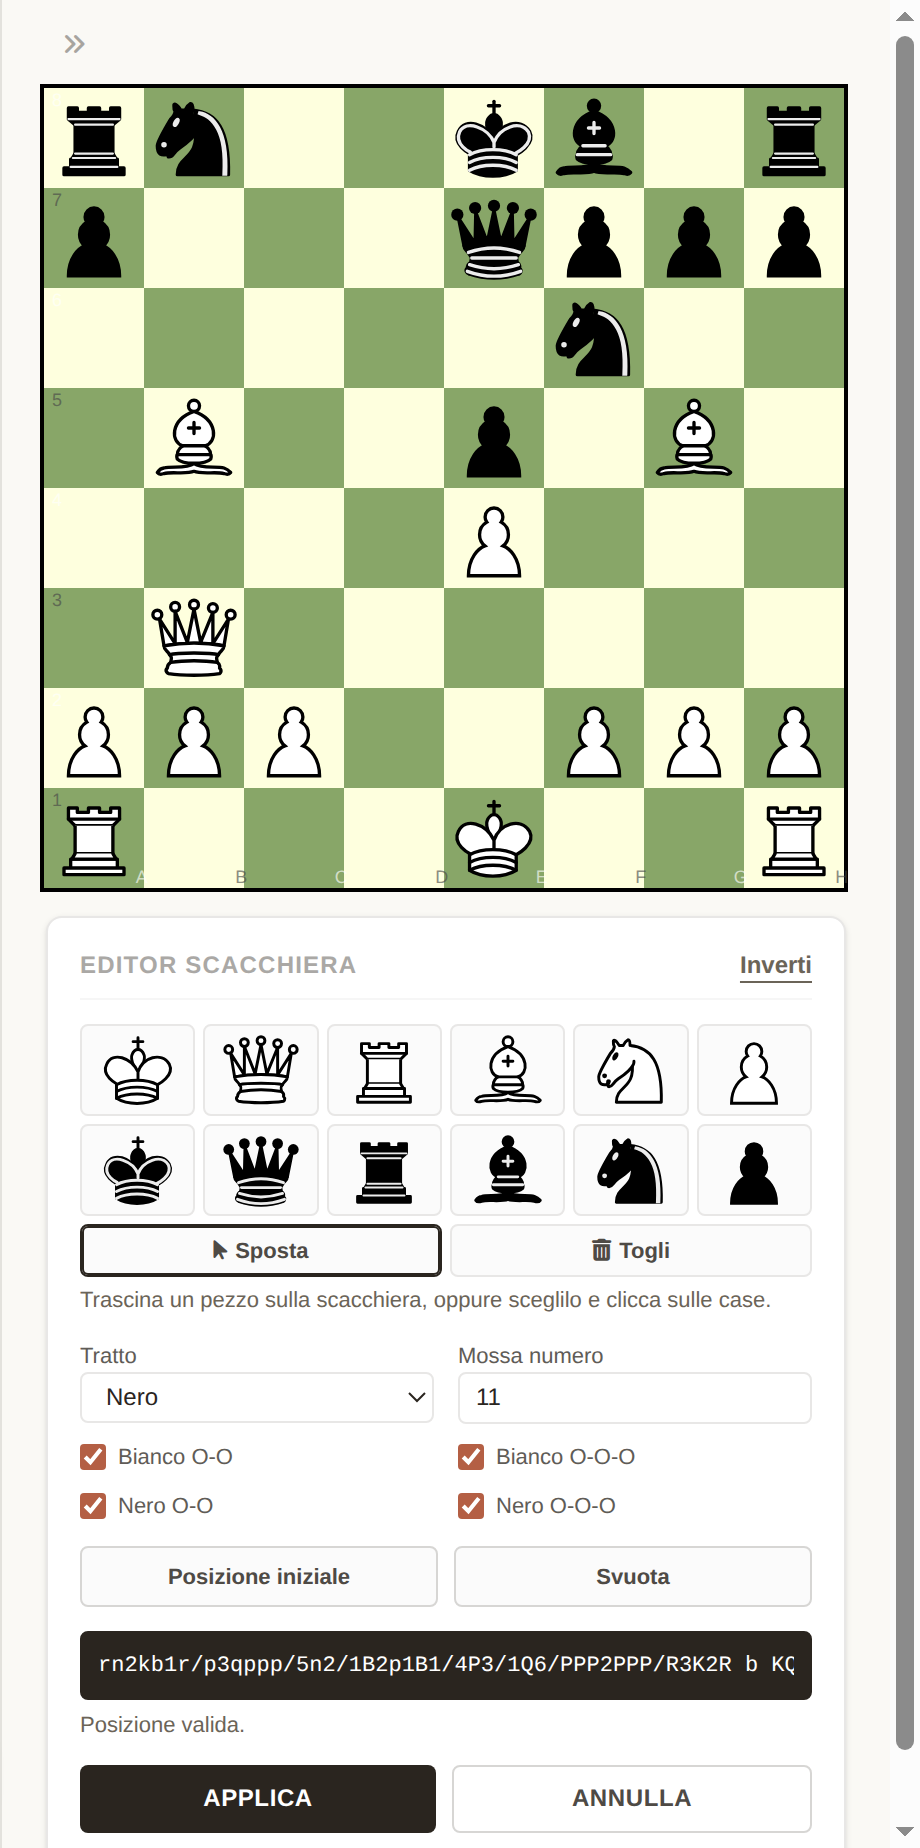 7
5
3
1
A B C D E F G H
EDITOR SCACCHIERA Inverti
Sposta Togli
Trascina un pezzo sulla scacchiera, oppure sceglilo e clicca sulle case.
Tratto Mossa numero
Nero 11
Bianco O-O Bianco O-O-O
Nero O-O Nero O-O-O
Posizione iniziale Svuota
rn2kb1r/p3qppp/5n2/1B2p1B1/4P3/1Q6/PPP2PPP/R3K2R b KQ
Posizione valida.
APPLICA ANNULLA